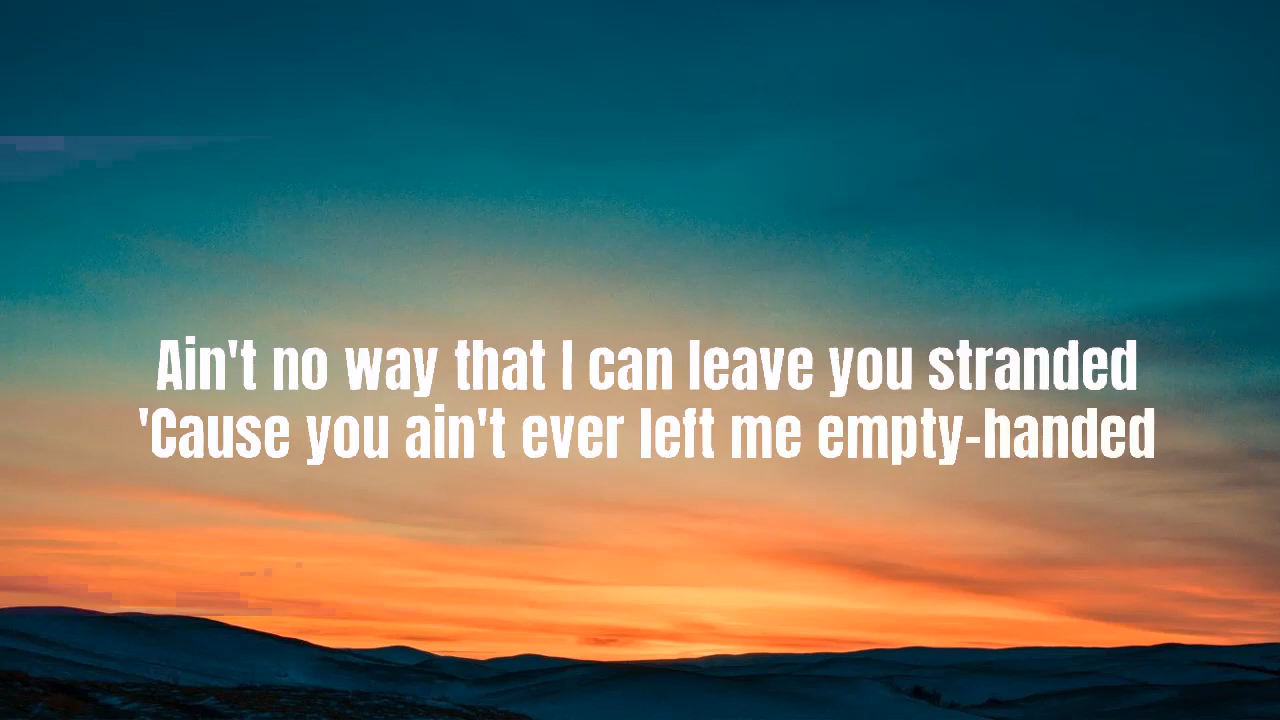 Ain't no way that I can leave you stranded
'Cause you ain't ever left me empty-handed